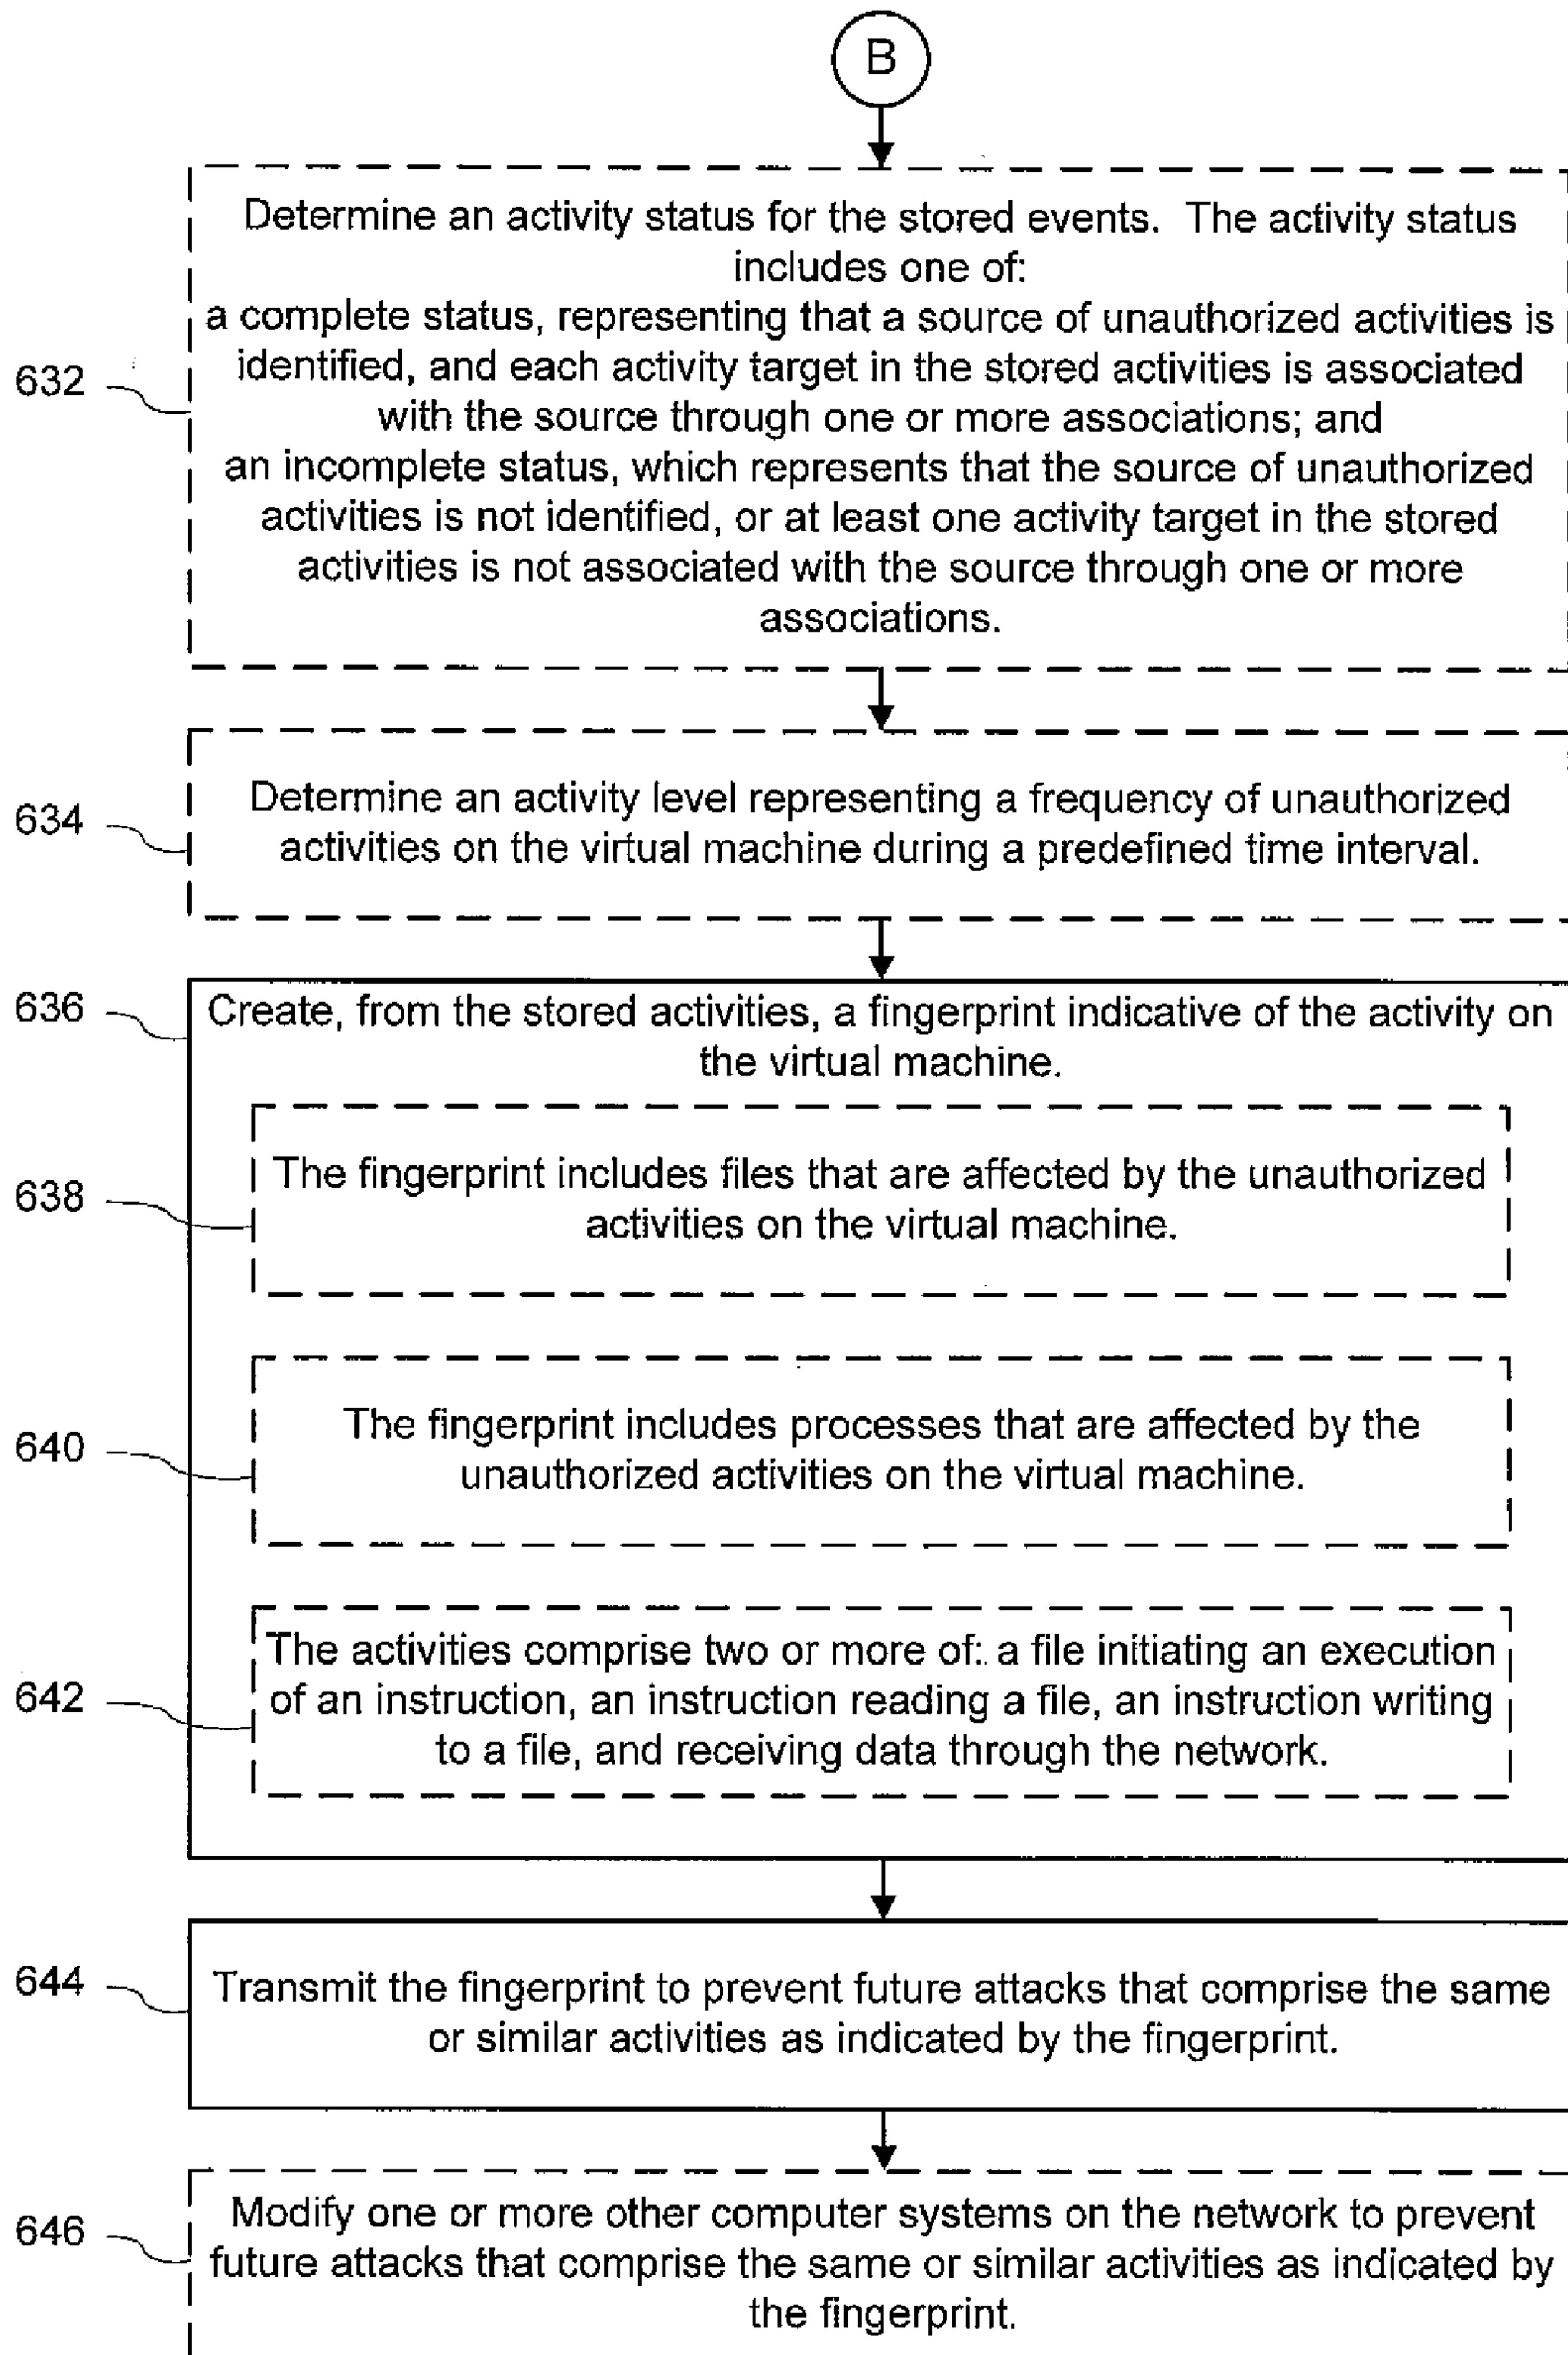 B
Determine an activity status for the stored events. The activity status
includes one of:
a complete status, representing that a source of unauthorized activities is
identified, and each activity target in the stored activities is associated
with the source through one or more associations; and
an incomplete status, which represents that the source of unauthorized
activities is not identified, or at least one activity target in the stored
activities is not associated with the source through one or more
associations.
632
Determine an activity level representing a frequency of unauthorized
activities on the virtual machine during a predefined time interval.
634
636
Create, from the stored activities, a fingerprint indicative of the activity on
the virtual machine.
638
The fingerprint includes files that are affected by the unauthorized
activities on the virtual machine.
640
The fingerprint includes processes that are affected by the
unauthorized activities on the virtual machine.
642
The activities comprise two or more of: a file initiating an execution
of an instruction, an instruction reading a file, an instruction writing
to a file, and receiving data through the network.
644
Transmit the fingerprint to prevent future attacks that comprise the same
or similar activities as indicated by the fingerprint.
646
Modify one or more other computer systems on the network to prevent
future attacks that comprise the same or similar activities as indicated by
the fingerprint.